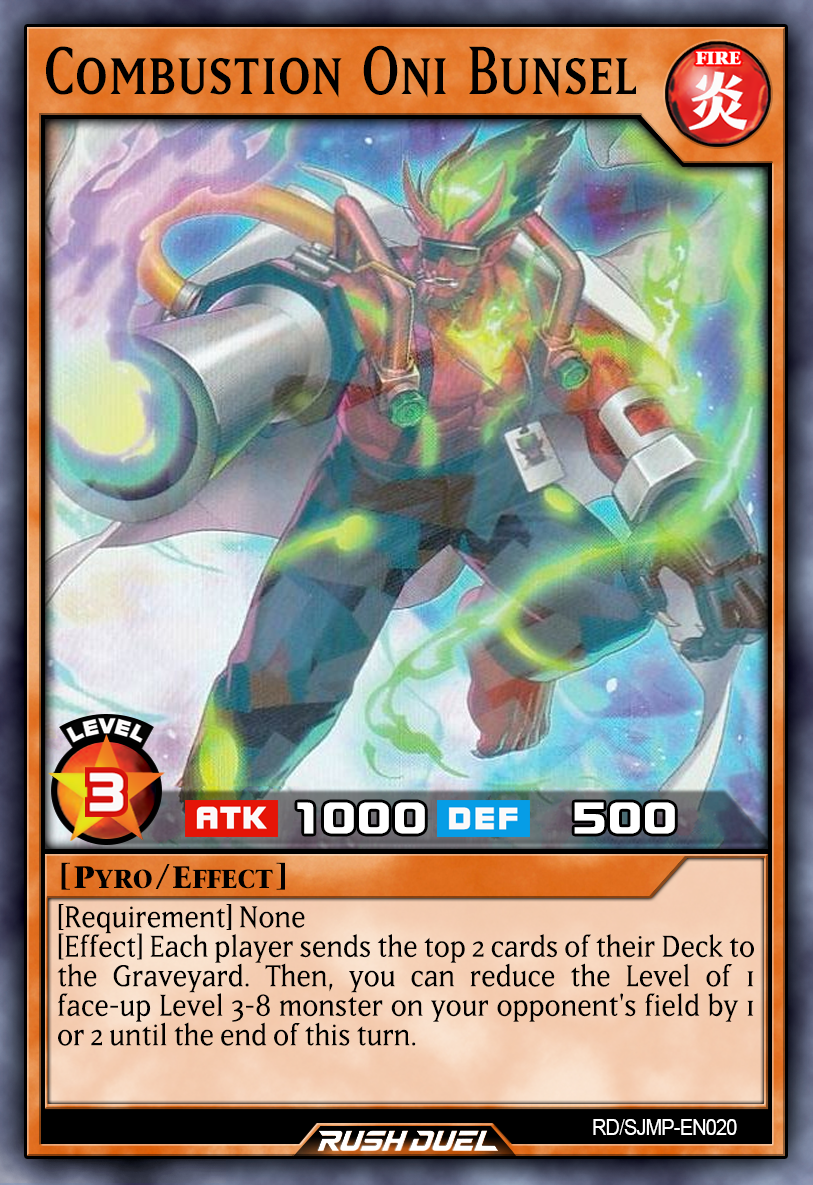 Combustion Oni Bunsel
FIRE
炎
LEVEL
3
ATK 1000 DEF 500
[Pyro/Effect]
[Requirement] None
[Effect] Each player sends the top 2 cards of their Deck to
the Graveyard. Then, you can reduce the Level of 1
face-up Level 3-8 monster on your opponent's field by 1
or 2 until the end of this turn.
RUSH DUEL
RD/SJMP-EN020